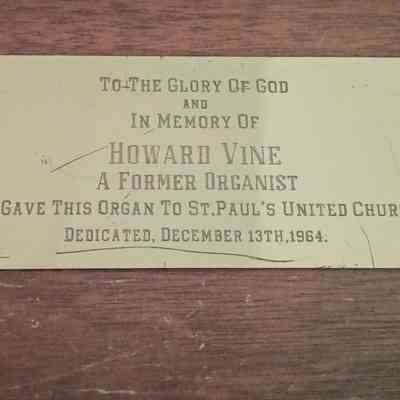 To The Glory Of God
and
In Memory Of
Howard Vine
A Former Organist
Gave This Organ To St. Paul's United Chur
Dedicated, December 13th, 1964.